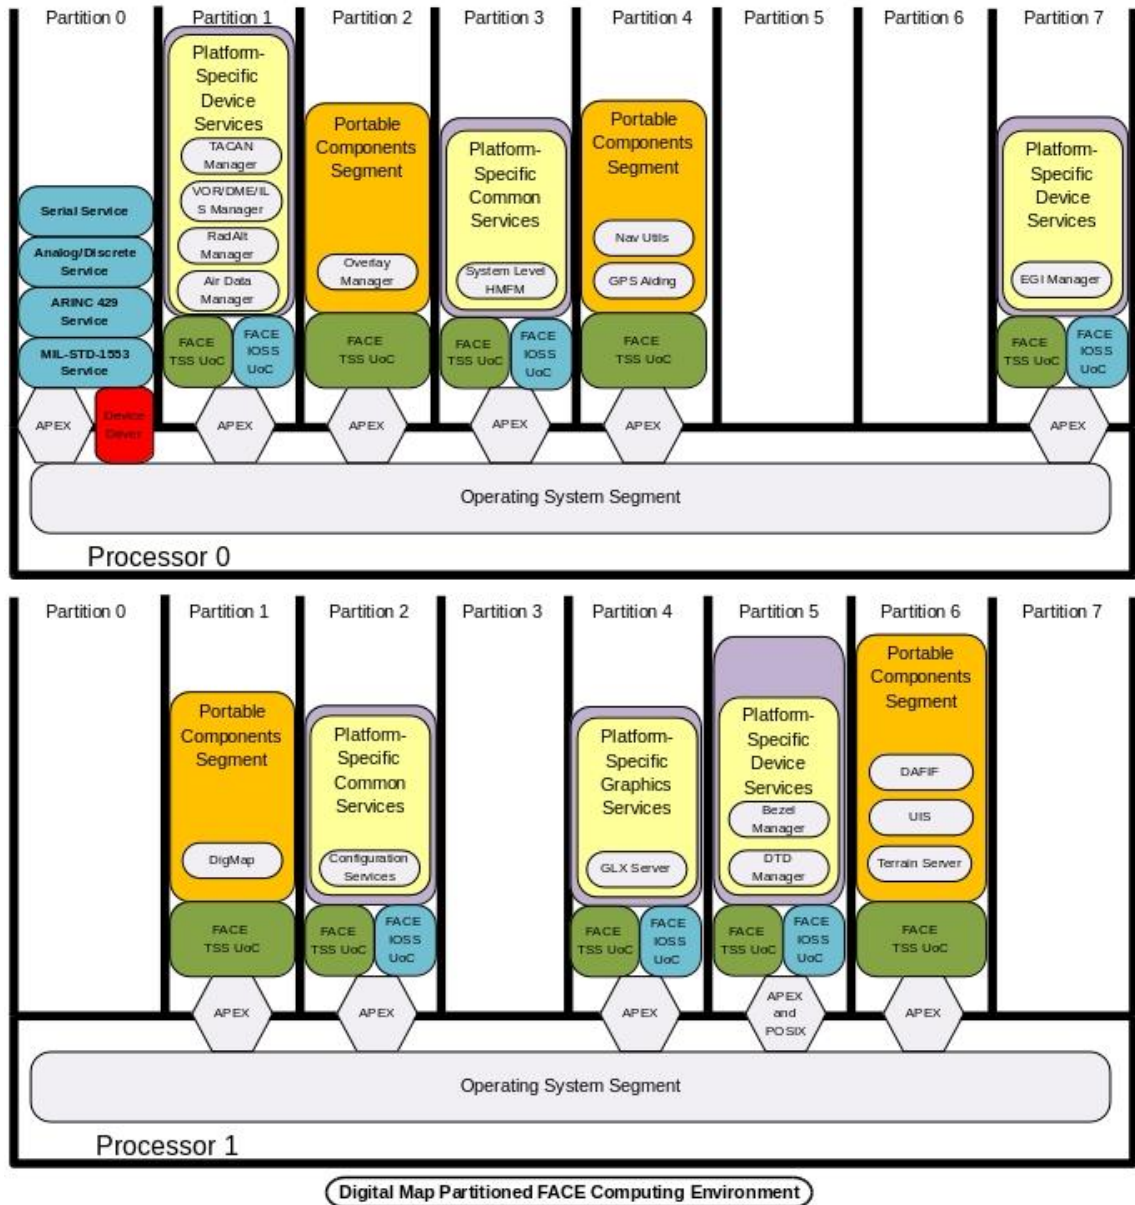 Partition 0
Partition 1
Partition 2
Partition 3
Partition 4
Partition 5
Partition 6
Partition 7
Serial Service
Analog/Discrete
Service
ARINC 429
Service
MIL-STD-1553
Service
APEX
Device
Driver
Platform-
Specific
Device
Services
TACAN
Manager
VOR/DME/IL
S Manager
RadAlt
Manager
Air Data
Manager
FACE
TSS UoC
FACE
IOSS
UoC
APEX
Portable
Components
Segment
Overlay
Manager
FACE
TSS UoC
APEX
Platform-
Specific
Common
Services
System Level
HMFM
FACE
TSS UoC
FACE
IOSS
UoC
APEX
Portable
Components
Segment
Nav Utils
GPS Aiding
FACE
TSS UoC
APEX
Platform-
Specific
Device
Services
EGI Manager
FACE
TSS UoC
FACE
IOSS
UoC
APEX
Operating System Segment
Processor 0
Partition 0
Partition 1
Partition 2
Partition 3
Partition 4
Partition 5
Partition 6
Partition 7
Portable
Components
Segment
DigMap
FACE
TSS UoC
APEX
Platform-
Specific
Common
Services
Configuration
Services
FACE
TSS UoC
FACE
IOSS
UoC
APEX
Platform-
Specific
Graphics
Services
GLX Server
FACE
TSS UoC
FACE
IOSS
UoC
APEX
Platform-
Specific
Device
Services
Bezel
Manager
DTD
Manager
FACE
TSS UoC
FACE
IOSS
UoC
APEX
and
POSIX
Portable
Components
Segment
DAFIF
UIS
Terrain Server
FACE
TSS UoC
APEX
Operating System Segment
Processor 1
Digital Map Partitioned FACE Computing Environment